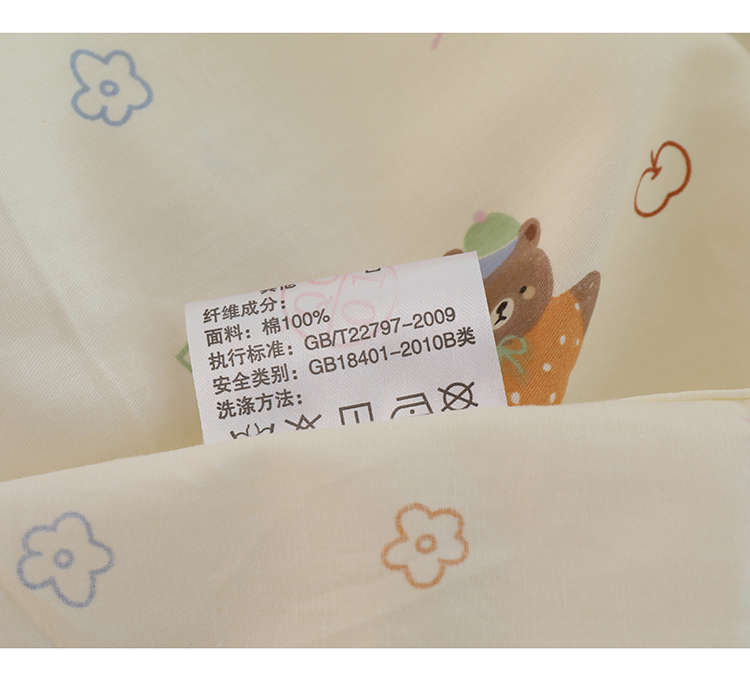 纤维成分：
面料：棉100%
执行标准：GB/T22797-2009
安全类别：GB18401-2010B类
洗涤方法：